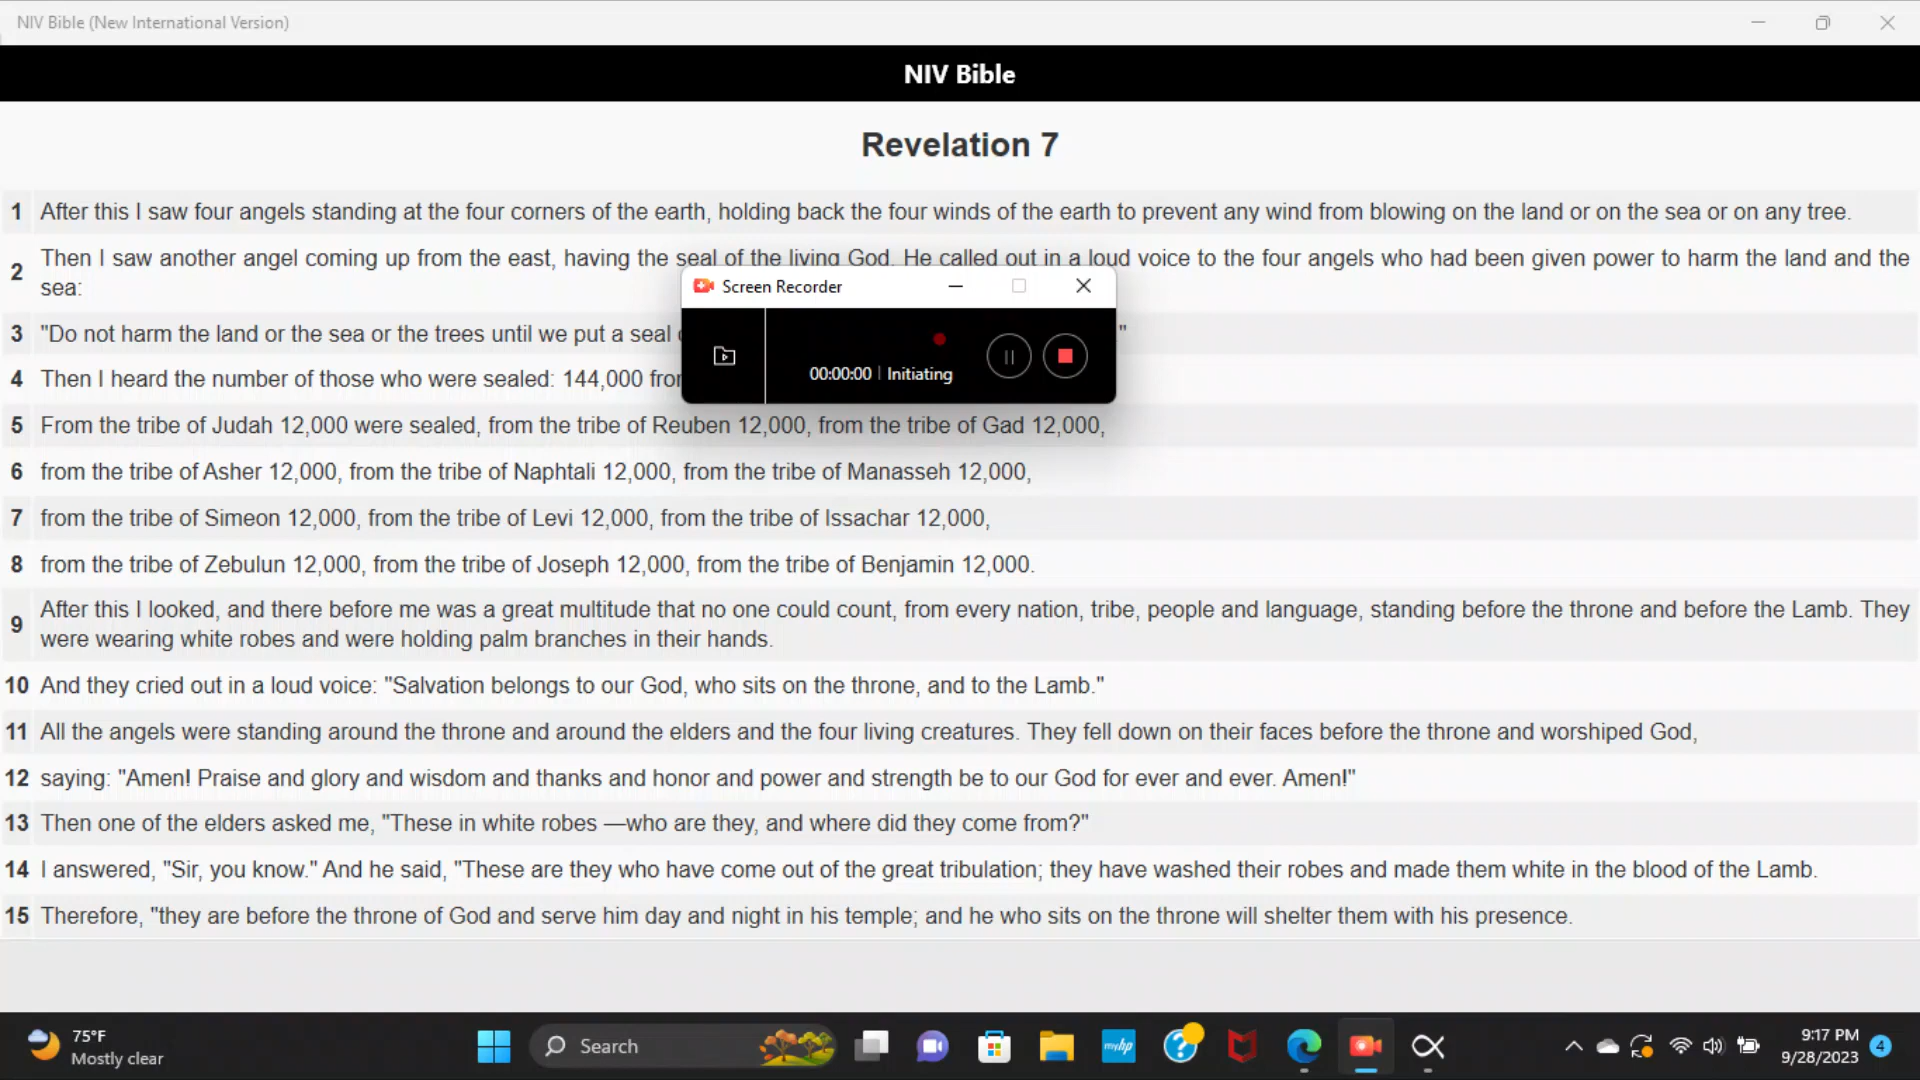 NIV Bible (New International Version)
NIV Bible
Revelation 7
1 After this I saw four angels standing at the four corners of the earth, holding back the four winds of the earth to prevent any wind from blowing on the land or on the sea or on any tree.
2 Then I saw another angel coming up from the east, having the seal of the living God. He called out in a loud voice to the four angels who had been given power to harm the land and the
sea:
Screen Recorder
3 "Do not harm the land or the sea or the trees until we put a seal "
00:00:00 | Initiating
4 Then I heard the number of those who were sealed: 144,000
5 From the tribe of Judah 12,000 were sealed, from the tribe of Reuben 12,000, from the tribe of Gad 12,000,
6 from the tribe of Asher 12,000, from the tribe of Naphtali 12,000, from the tribe of Manasseh 12,000,
7 from the tribe of Simeon 12,000, from the tribe of Levi 12,000, from the tribe of Issachar 12,000,
8 from the tribe of Zebulun 12,000, from the tribe of Joseph 12,000, from the tribe of Benjamin 12,000.
9 After this I looked, and there before me was a great multitude that no one could count, from every nation, tribe, people and language, standing before the throne and before the Lamb. They
were wearing white robes and were holding palm branches in their hands.
10 And they cried out in a loud voice: "Salvation belongs to our God, who sits on the throne, and to the Lamb."
11 All the angels were standing around the throne and around the elders and the four living creatures. They fell down on their faces before the throne and worshiped God,
12 saying: "Amen! Praise and glory and wisdom and thanks and honor and power and strength be to our God for ever and ever. Amen!"
13 Then one of the elders asked me, "These in white robes —who are they, and where did they come from?"
14 I answered, "Sir, you know." And he said, "These are they who have come out of the great tribulation; they have washed their robes and made them white in the blood of the Lamb.
15 Therefore, "they are before the throne of God and serve him day and night in his temple; and he who sits on the throne will shelter them with his presence.
75°F
Mostly clear
Search
myhp
9:17 PM
9/28/2023
4